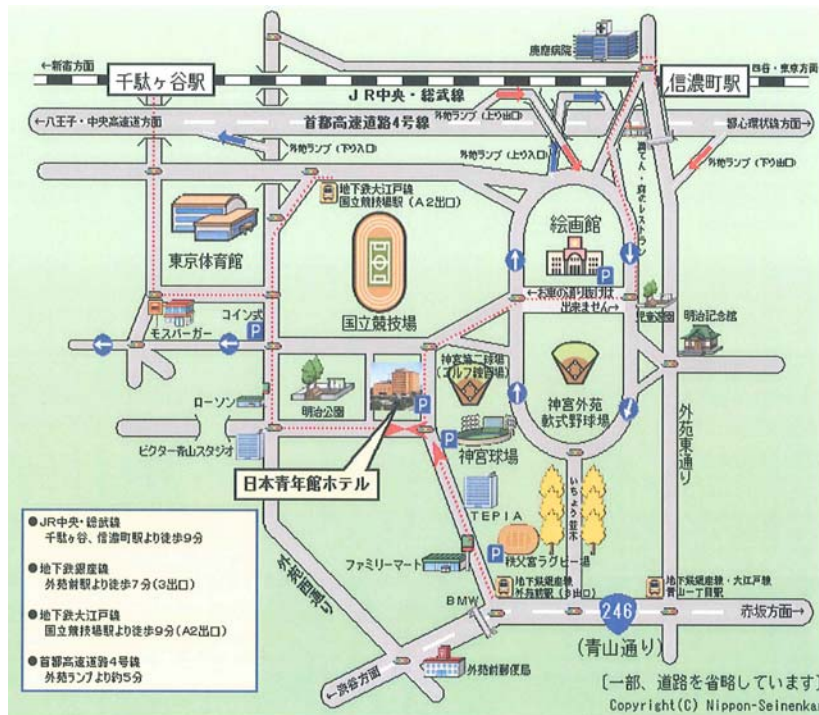 慶應病院
←新宿方面
千駄ヶ谷駅
JR中央・総武線
信濃町駅
四谷・東京方面
←八王子・中央高速道方面
首都高速道路4号線
外苑ランプ(上り出口)
都心環状線方面→
外苑ランプ(下り入口)
外苑ランプ(上り入口)
外苑ランプ(下り出口)
地下鉄大江戸線
国立競技場駅(A2出口)
森のレストラン
東京体育館
絵画館
国立競技場
←お車の通り抜けは
出来ません→
児童遊園
明治記念館
モスバーガー
コイン式
神宮第二球場
(ゴルフ練習場)
神宮外苑
軟式野球場
ローソン
明治公園
ビクター青山スタジオ
神宮球場
外苑東通り
日本青年館ホテル
TEPIA
いちょう並木
秩父宮ラグビー場
ファミリーマート
外苑西通り
地下鉄銀座線
外苑前駅(3出口)
地下鉄銀座線・大江戸線
青山一丁目駅
BMW
246
赤坂方面→
(青山通り)
←渋谷方面
外苑前郵便局
●JR中央・総武線
千駄ヶ谷、信濃町駅より徒歩9分
●地下鉄銀座線
外苑前駅より徒歩7分(3出口)
●地下鉄大江戸線
国立競技場駅より徒歩9分(A2出口)
●首都高速道路4号線
外苑ランプより約5分
〔一部、道路を省略しています〕
Copyright(C) Nippon-Seinenkan